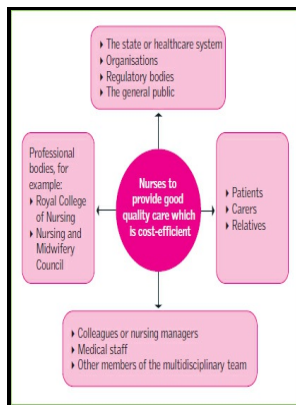 ▸ The state or healthcare system
▸ Organisations
▸ Regulatory bodies
▸ The general public
Professional
bodies, for
example:
▸ Royal College
of Nursing
▸ Nursing and
Midwifery
Council
Nurses to
provide good
quality care which
is cost-efficient
▸ Patients
▸ Carers
▸ Relatives
▸ Colleagues or nursing managers
▸ Medical staff
▸ Other members of the multidisciplinary team